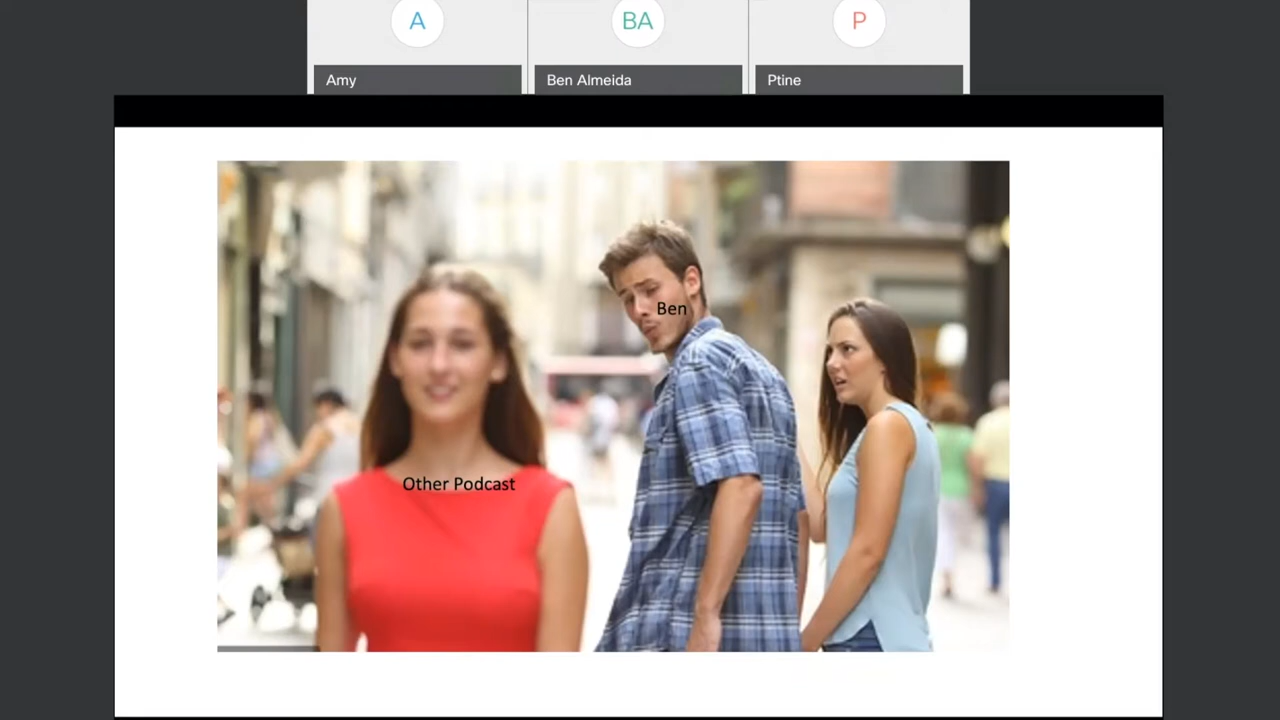 A
BA
P
Amy
Ben Almeida
Ptine
Ben
Other Podcast